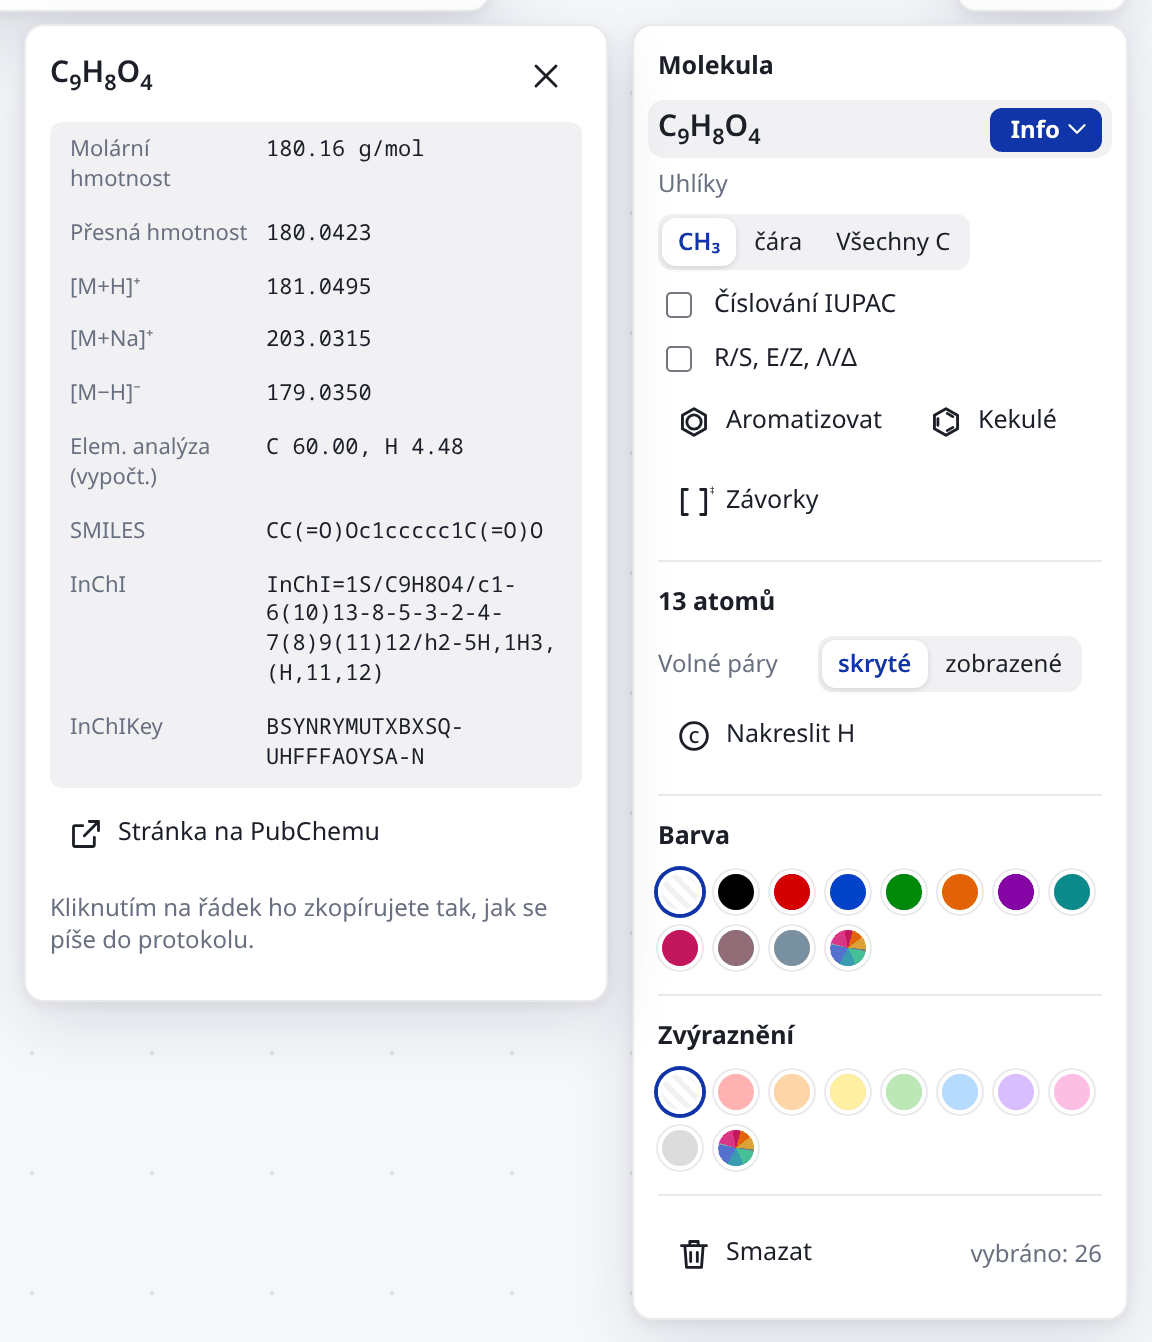 C₉H₈O₄
Molární hmotnost 180.16 g/mol
Přesná hmotnost 180.0423
[M+H]⁺ 181.0495
[M+Na]⁺ 203.0315
[M−H]⁻ 179.0350
Elem. analýza (vypočt.) C 60.00, H 4.48
SMILES CC(=O)Oc1ccccc1C(=O)O
InChI InChI=1S/C9H8O4/c1-
6(10)13-8-5-3-2-4-
7(8)9(11)12/h2-5H,1H3,
(H,11,12)
InChIKey BSYNRYMUTXBXSQ-
UHFFFAOYSA-N
Stránka na PubChemu
Kliknutím na řádek ho zkopírujete tak, jak se
píše do protokolu.
Molekula
C₉H₈O₄ Info
Uhlíky
CH₃ čára Všechny C
Číslování IUPAC
R/S, E/Z, Λ/Δ
Aromatizovat Kekulé
[ ]‡ Závorky
13 atomů
Volné páry skryté zobrazené
C Nakreslit H
Barva
Zvýraznění
Smazat vybráno: 26